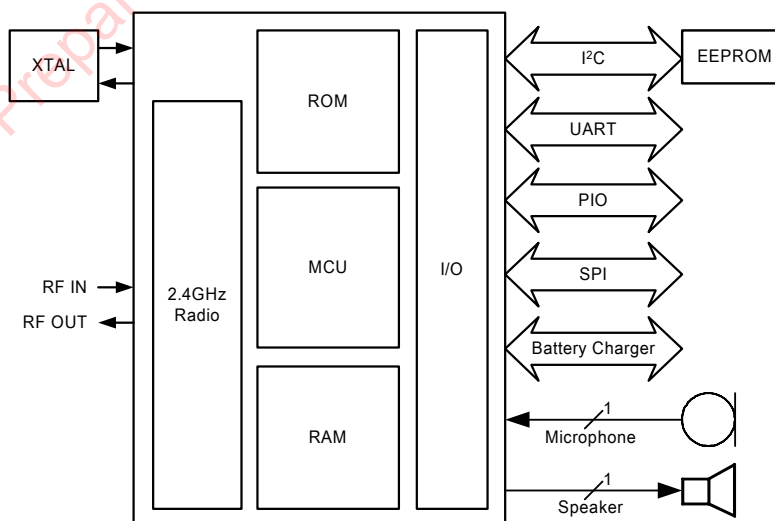 XTAL
ROM
I²C
EEPROM
UART
PIO
MCU
I/O
SPI
RF IN
2.4GHz
Radio
RF OUT
Battery Charger
RAM
1
Microphone
1
Speaker